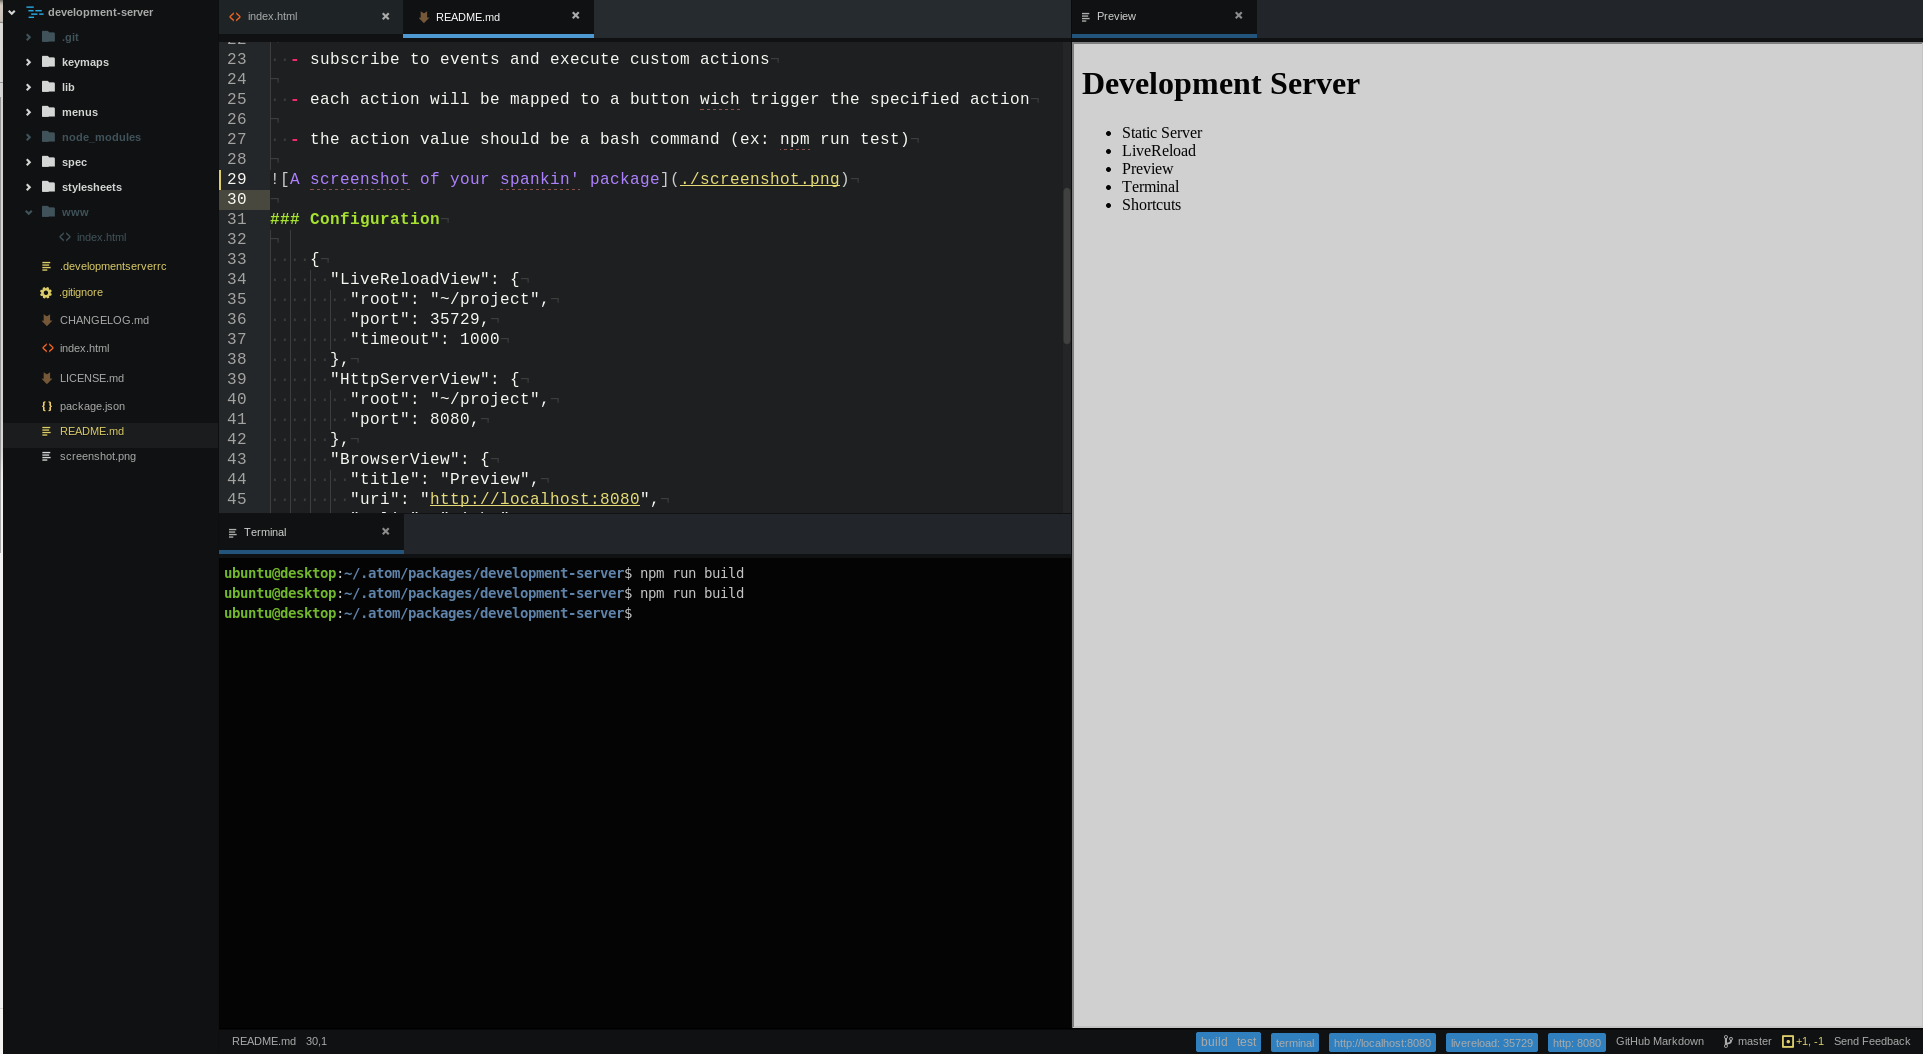 development-server
.git
keymaps
lib
menus
node_modules
spec
stylesheets
www
index.html
.developmentserverrc
.gitignore
CHANGELOG.md
index.html
LICENSE.md
package.json
README.md
screenshot.png
index.html
README.md
22
23 - subscribe to events and execute custom actions¬
24 ¬
25 - each action will be mapped to a button wich trigger the specified action¬
26 ¬
27 - the action value should be a bash command (ex: npm run test)¬
28 ¬
29 ![A screenshot of your spankin' package](./screenshot.png)¬
30 ¬
31 ### Configuration¬
32 ¬
33 {¬
34 "LiveReloadView": {¬
35 "root": "~/project",¬
36 "port": 35729,¬
37 "timeout": 1000¬
38 },¬
39 "HttpServerView": {¬
40 "root": "~/project",¬
41 "port": 8080,¬
42 },¬
43 "BrowserView": {¬
44 "title": "Preview",¬
45 "uri": "http://localhost:8080",¬
Terminal
ubuntu@desktop:~/.atom/packages/development-server$ npm run build
ubuntu@desktop:~/.atom/packages/development-server$ npm run build
ubuntu@desktop:~/.atom/packages/development-server$
Preview
Development Server
• Static Server
• LiveReload
• Preview
• Terminal
• Shortcuts
README.md 30,1
build test terminal http://localhost:8080 livereload: 35729 http: 8080 GitHub Markdown master +1, -1 Send Feedback